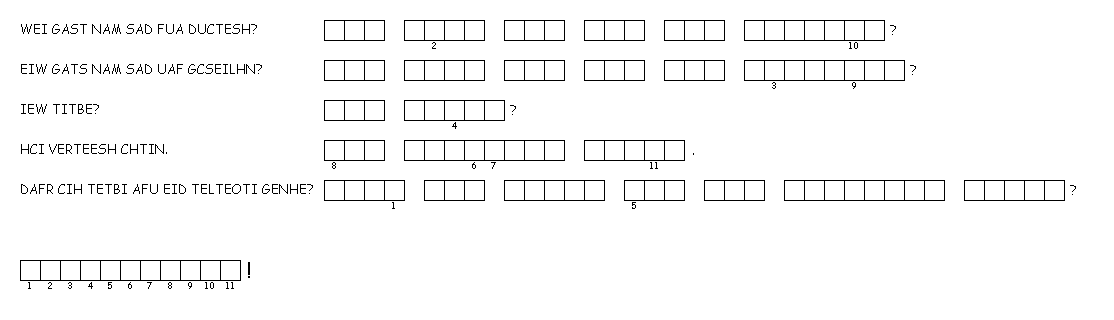 WEI GAST NAM SAD FUA DUCTESH? ?
2 10
EIW GATS NAM SAD UAF GCSEILHN? ?
3 9
IEW TITBE? ?
4
HCI VERTEESH CHTIN. .
8 6 7 11
DAFR CIH TETBI AFU EID TELTEOTI GENHE? ?
1 5
!
1 2 3 4 5 6 7 8 9 10 11